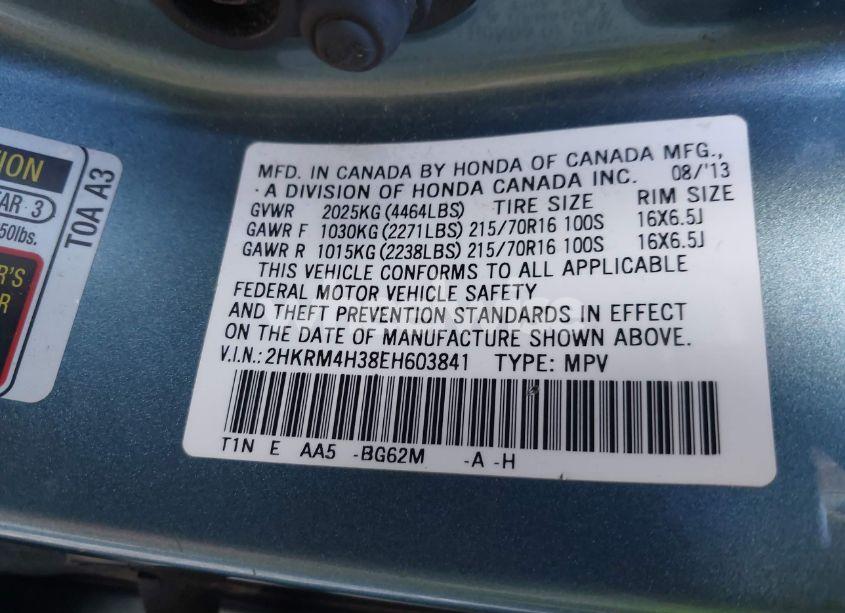 MFD. IN CANADA BY HONDA OF CANADA MFG.,
A DIVISION OF HONDA CANADA INC. 08/'13
GVWR 2025KG (4464LBS) TIRE SIZE RIM SIZE
GAWR F 1030KG (2271LBS) 215/70R16 100S 16X6.5J
GAWR R 1015KG (2238LBS) 215/70R16 100S 16X6.5J
THIS VEHICLE CONFORMS TO ALL APPLICABLE
FEDERAL MOTOR VEHICLE SAFETY
AND THEFT PREVENTION STANDARDS IN EFFECT
ON THE DATE OF MANUFACTURE SHOWN ABOVE.
V.I.N.: 2HKRM4H38EH603841 TYPE: MPV
T1N E AA5 -BG62M -A -H
T0A A3
3
50lbs.